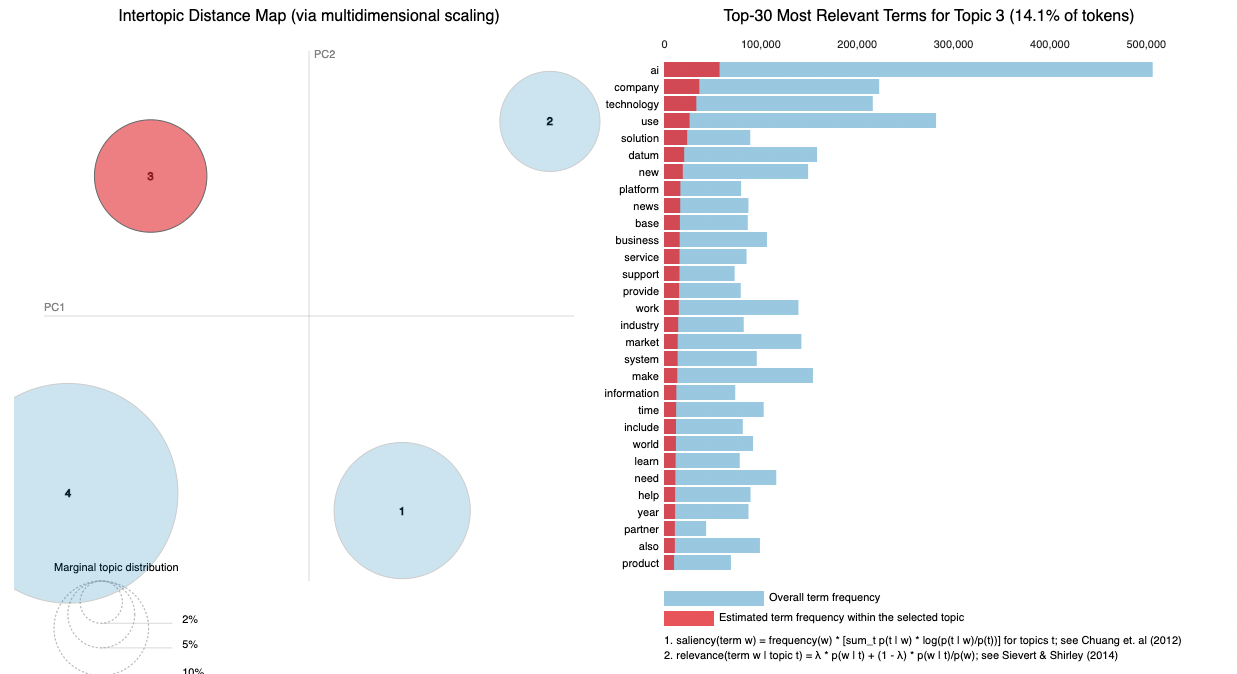 Intertopic Distance Map (via multidimensional scaling)
PC2
PC1
2
3
4
1
Marginal topic distribution
2%
5%
10%
Top-30 Most Relevant Terms for Topic 3 (14.1% of tokens)
0 100,000 200,000 300,000 400,000 500,000
ai
company
technology
use
solution
datum
new
platform
news
base
business
service
support
provide
work
industry
market
system
make
information
time
include
world
learn
need
help
year
partner
also
product
Overall term frequency
Estimated term frequency within the selected topic
1. saliency(term w) = frequency(w) * [sum_t p(t | w) * log(p(t | w)/p(t))] for topics t; see Chuang et. al (2012)
2. relevance(term w | topic t) = λ * p(w | t) + (1 - λ) * p(w | t)/p(w); see Sievert & Shirley (2014)